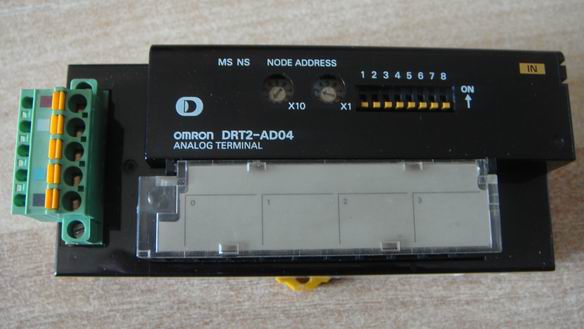 MS NS NODE ADDRESS
IN
1 2 3 4 5 6 7 8
ON
X10 X1
OMRON DRT2-AD04
ANALOG TERMINAL
0 1 2 3